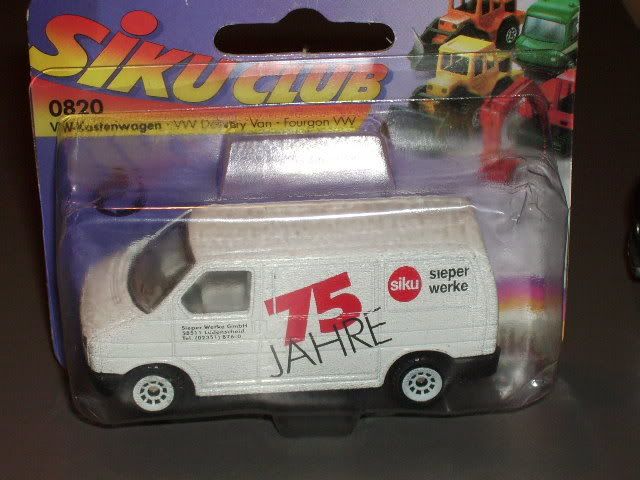 SIKU CLUB
0820
VW-Kastenwagen · VW Delivery Van · Fourgon VW
'75
JAHRE
siku
sieper
werke
Sieper Werke GmbH
58511 Lüdenscheid
Tel. (02351) 876-0